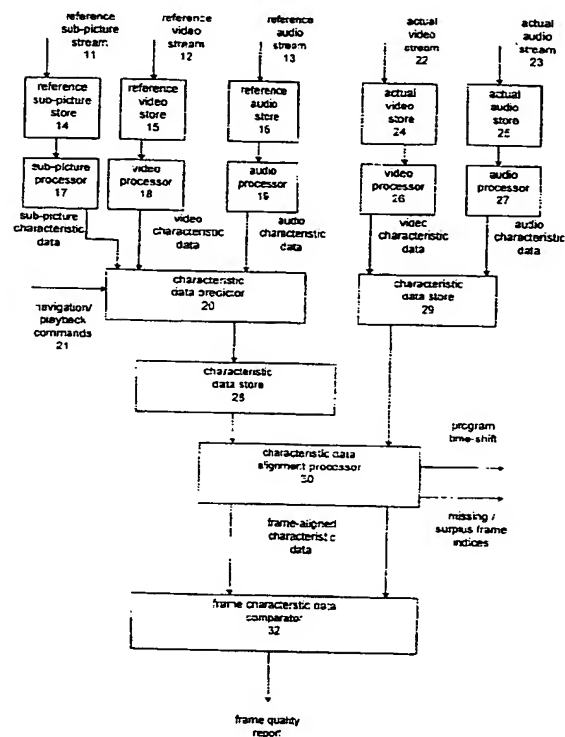 reference
sub-picture
stream
11
reference
video
stream
12
reference
audio
stream
13
actual
video
stream
22
actual
audio
stream
23
reference
sub-picture
store
14
reference
video store
15
reference
audio
store
16
actual
video
store
24
actual
audio
store
25
sub-picture
processor
17
video
processor
18
audio
processor
19
video
processor
26
audio
processor
27
sub-picture
characteristic
data
video
characteristic
data
audio
characteristic
data
video
characteristic
data
audio
characteristic
data
characteristic
data predictor
20
characteristic
data store
29
navigation/
playback
commands
21
characteristic
data store
28
characteristic data
alignment processor
30
program
time-shift
missing /
surplus frame
indices
frame-aligned
characteristic
data
frame characteristic data
comparator
32
frame quality
report